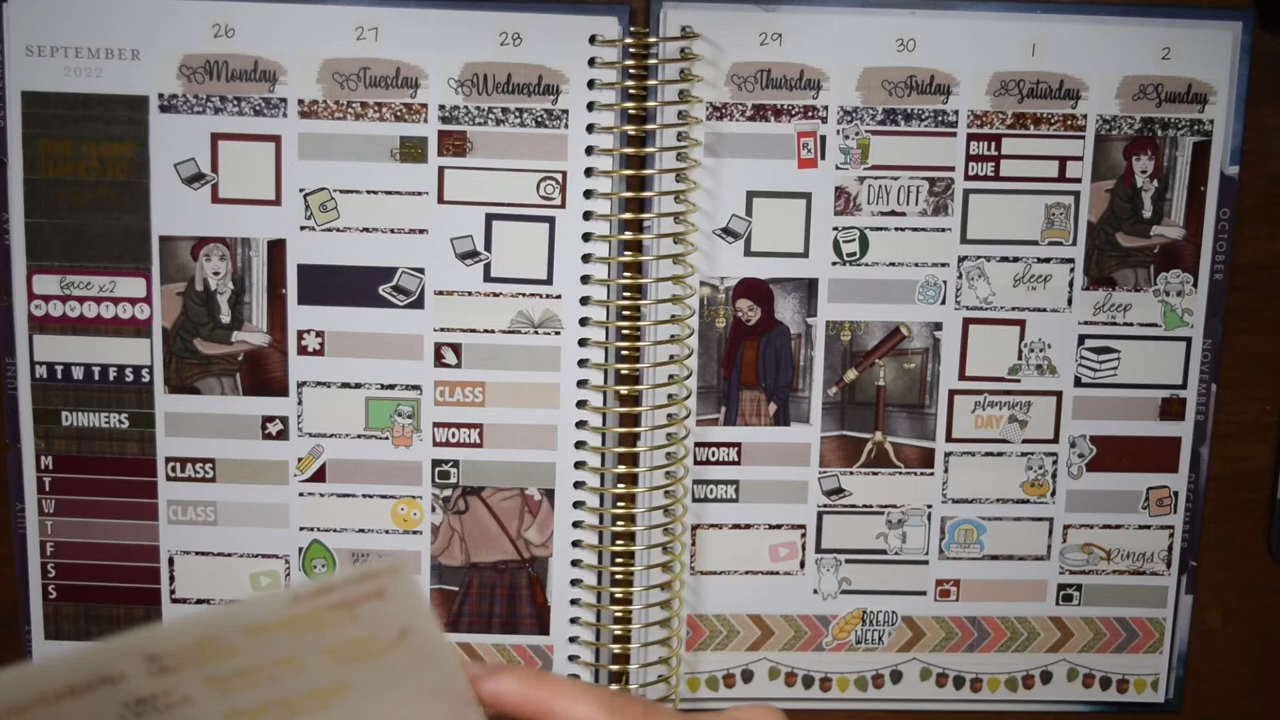 SEPTEMBER
2022
26
27
28
29
30
1
2
Monday
Tuesday
Wednesday
Thursday
Friday
Saturday
Sunday
face x2
M T W T F S S
M T W T F S S
DINNERS
M
T
W
T
F
S
S
CLASS
CLASS
CLASS
WORK
WORK
WORK
RX
DAY OFF
BILL
DUE
sleep
IN
sleep
IN
planning
DAY
Rings
BREAD
WEEK
MAY
JUNE
JULY
OCTOBER
NOVEMBER
DECEMBER